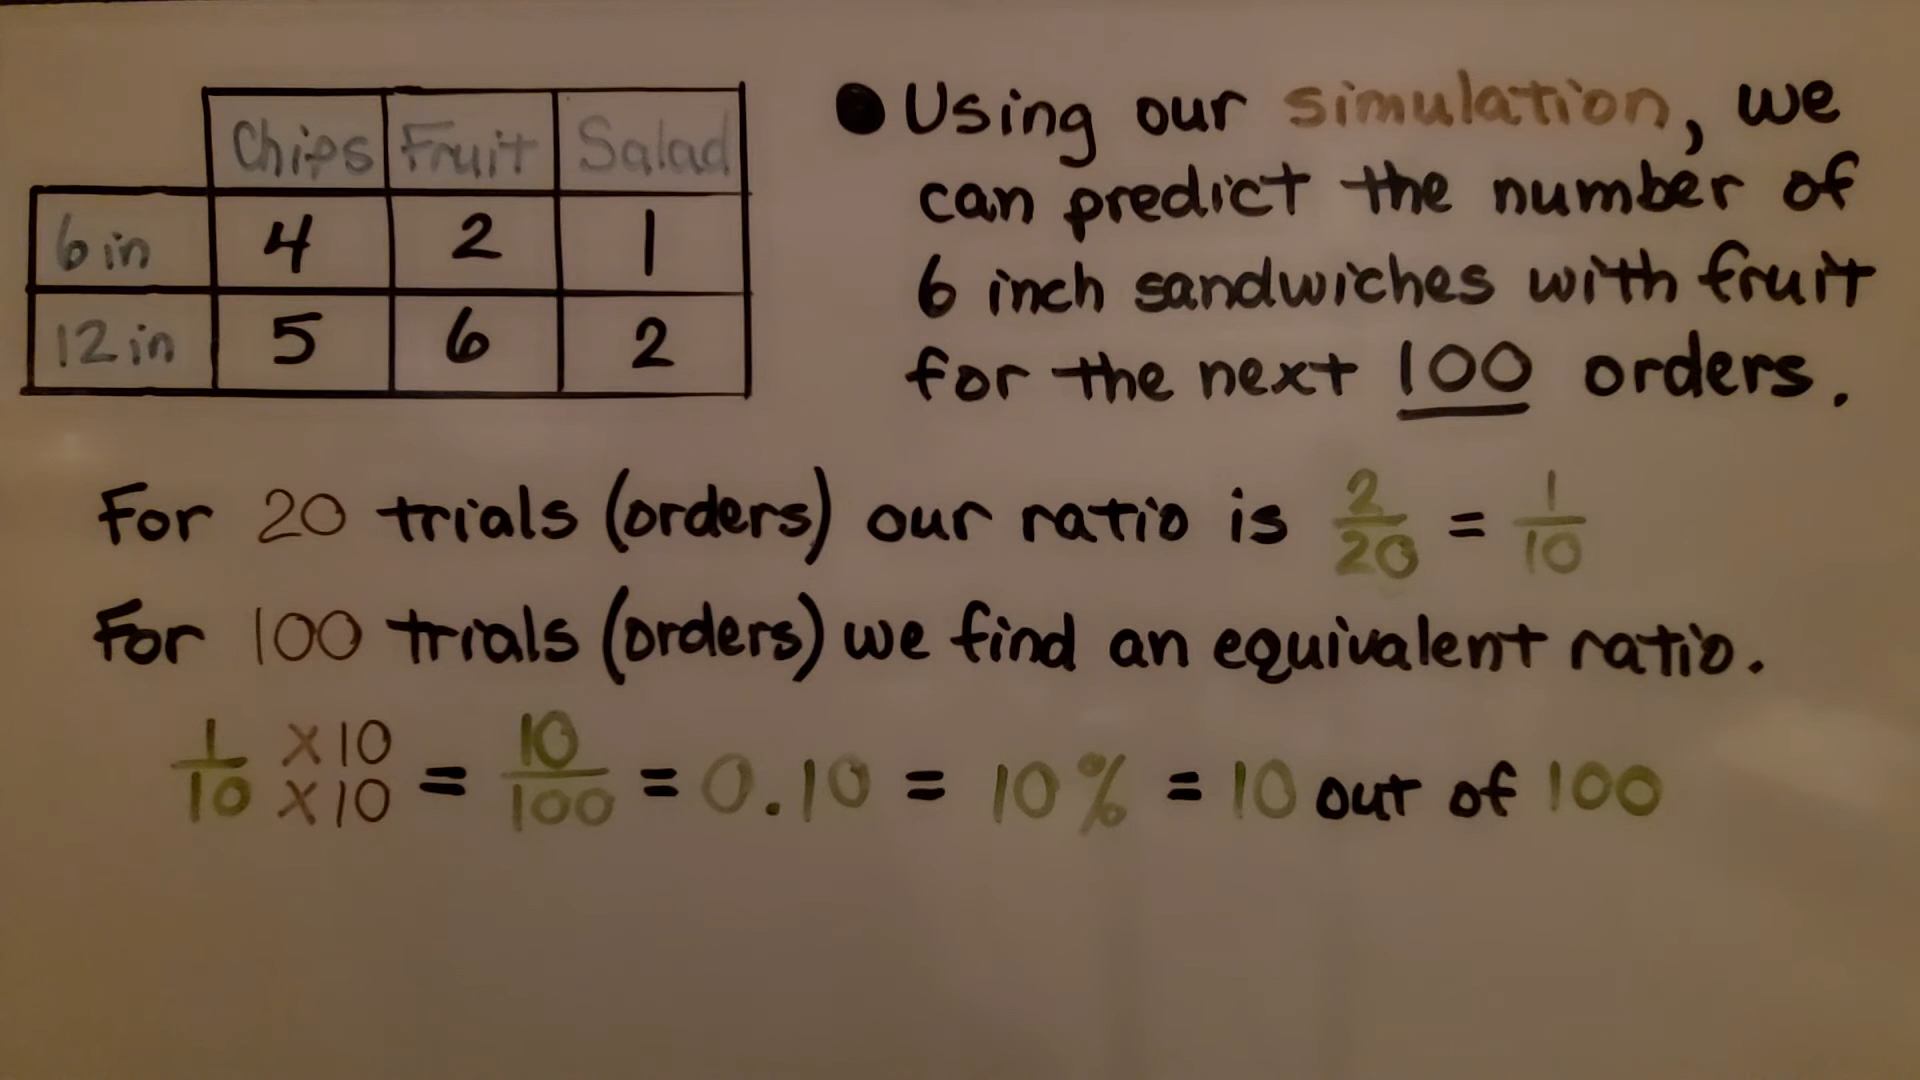 Chips Fruit Salad
6 in 4 2 1
12 in 5 6 2
Using our simulation, we
can predict the number of
6 inch sandwiches with fruit
for the next 100 orders.
For 20 trials (orders) our ratio is 2/20 = 1/10
For 100 trials (orders) we find an equivalent ratio.
1/10 x10/x10 = 10/100 = 0.10 = 10% = 10 out of 100